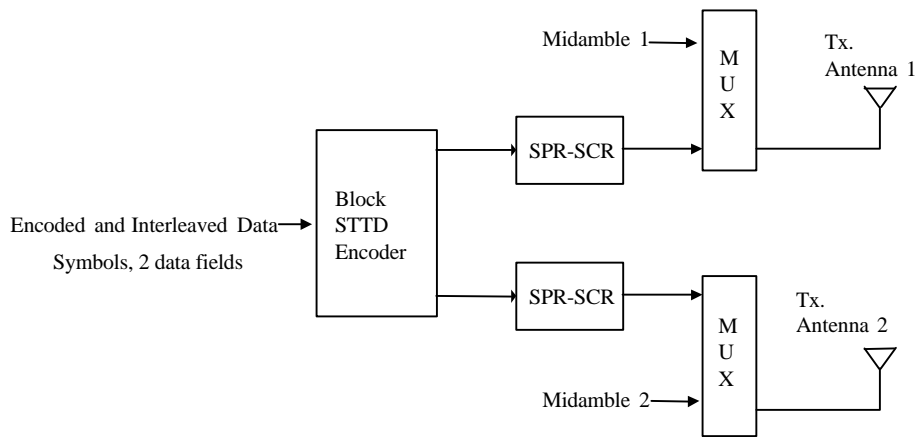 Midamble 1
M
U
X
Tx.
Antenna 1
SPR-SCR
Block
STTD
Encoder
Encoded and Interleaved Data
Symbols, 2 data fields
SPR-SCR
Tx.
Antenna 2
M
U
X
Midamble 2